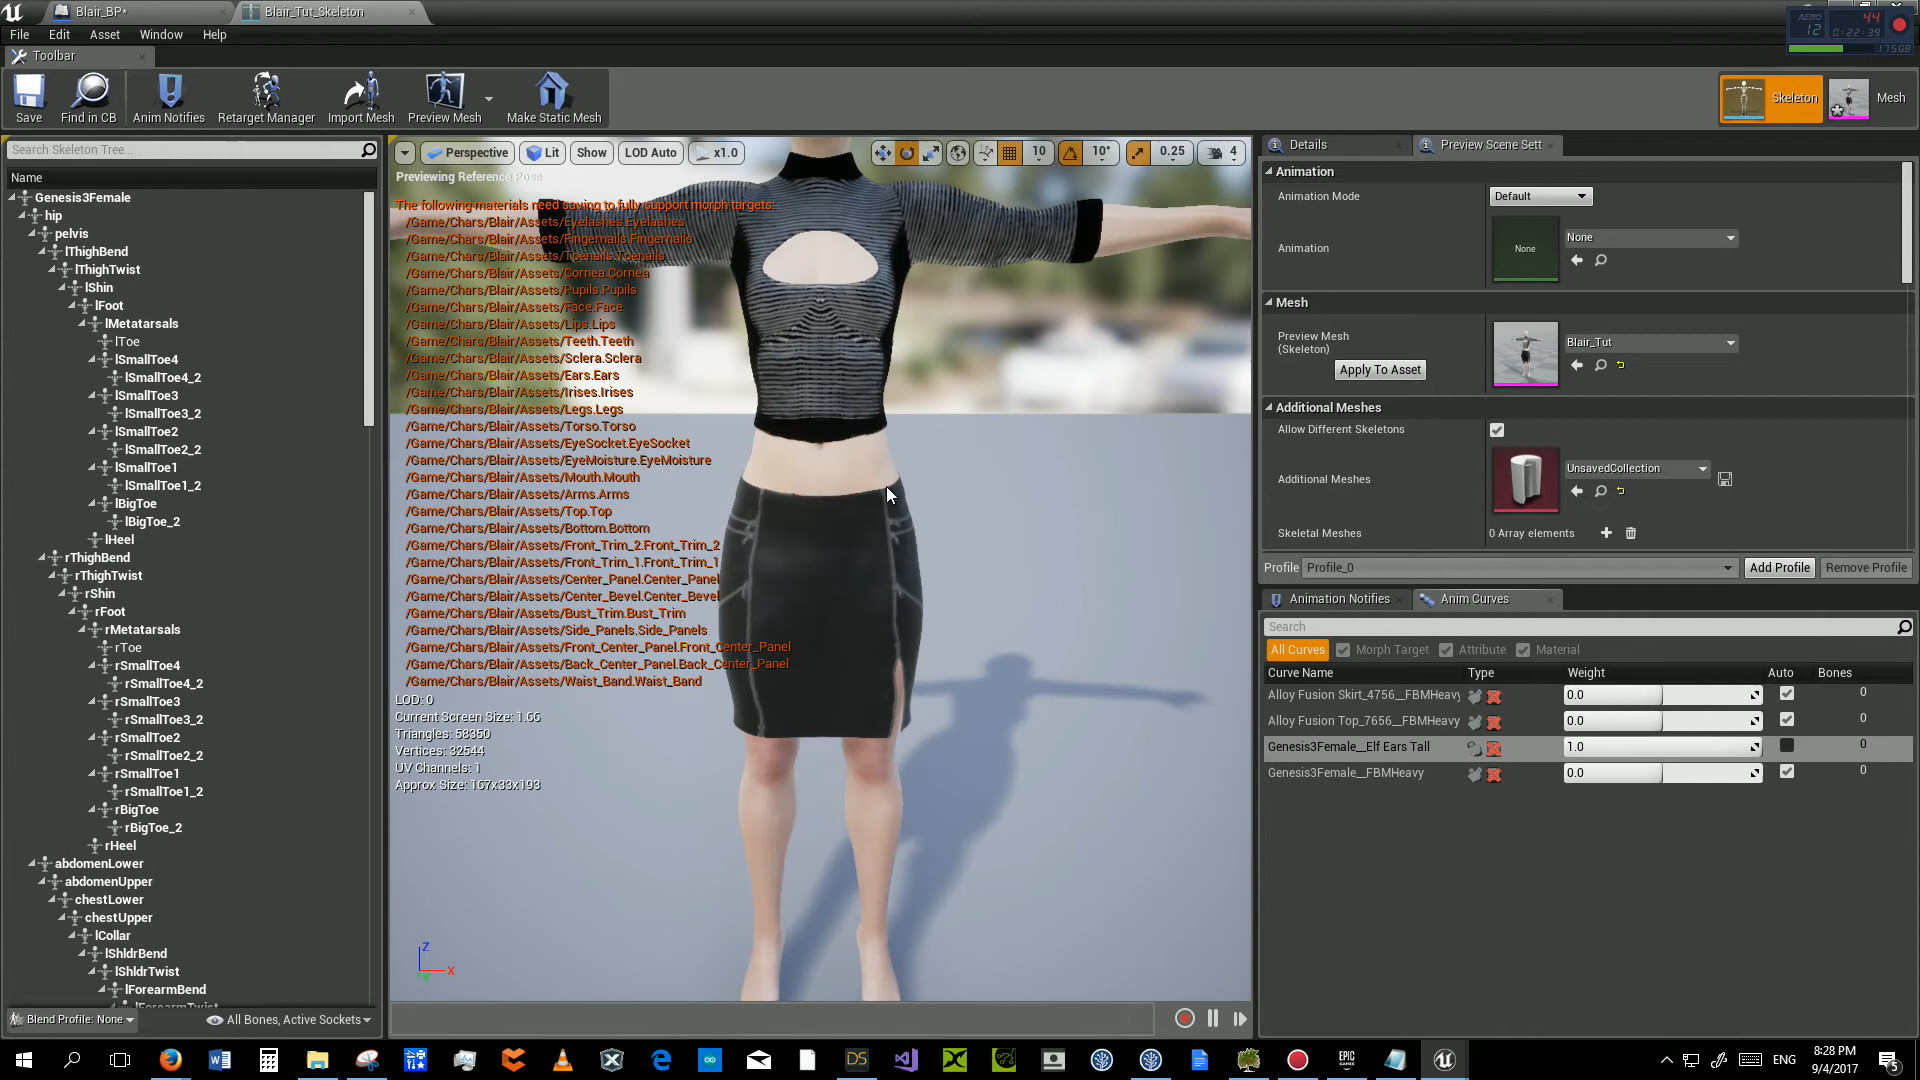 Blair_BP*
Blair_Tut_Skeleton
File Edit Asset Window Help
AERO 12 44 0:22:39
175GB
Toolbar
Save Find in CB Anim Notifies Retarget Manager Import Mesh Preview Mesh Make Static Mesh
Skeleton Mesh
Search Skeleton Tree...
Name
Genesis3Female
hip
pelvis
lThighBend
lThighTwist
lShin
lFoot
lMetatarsals
lToe
lSmallToe4
lSmallToe4_2
lSmallToe3
lSmallToe3_2
lSmallToe2
lSmallToe2_2
lSmallToe1
lSmallToe1_2
lBigToe
lBigToe_2
lHeel
rThighBend
rThighTwist
rShin
rFoot
rMetatarsals
rToe
rSmallToe4
rSmallToe4_2
rSmallToe3
rSmallToe3_2
rSmallToe2
rSmallToe2_2
rSmallToe1
rSmallToe1_2
rBigToe
rBigToe_2
rHeel
abdomenLower
abdomenUpper
chestLower
chestUpper
lCollar
lShldrBend
lShldrTwist
lForearmBend
lForearmTwist
Blend Profile: None
All Bones, Active Sockets
Perspective Lit Show LOD Auto x1.0 10 10° 0.25 4
Previewing Reference Pose
The following materials need saving to fully support morph targets:
/Game/Chars/Blair/Assets/Eyelashes.Eyelashes
/Game/Chars/Blair/Assets/Fingernails.Fingernails
/Game/Chars/Blair/Assets/Toenails.Toenails
/Game/Chars/Blair/Assets/Cornea.Cornea
/Game/Chars/Blair/Assets/Pupils.Pupils
/Game/Chars/Blair/Assets/Face.Face
/Game/Chars/Blair/Assets/Lips.Lips
/Game/Chars/Blair/Assets/Teeth.Teeth
/Game/Chars/Blair/Assets/Sclera.Sclera
/Game/Chars/Blair/Assets/Ears.Ears
/Game/Chars/Blair/Assets/Irises.Irises
/Game/Chars/Blair/Assets/Legs.Legs
/Game/Chars/Blair/Assets/Torso.Torso
/Game/Chars/Blair/Assets/EyeSocket.EyeSocket
/Game/Chars/Blair/Assets/EyeMoisture.EyeMoisture
/Game/Chars/Blair/Assets/Mouth.Mouth
/Game/Chars/Blair/Assets/Arms.Arms
/Game/Chars/Blair/Assets/Top.Top
/Game/Chars/Blair/Assets/Bottom.Bottom
/Game/Chars/Blair/Assets/Front_Trim_2.Front_Trim_2
/Game/Chars/Blair/Assets/Front_Trim_1.Front_Trim_1
/Game/Chars/Blair/Assets/Center_Panel.Center_Panel
/Game/Chars/Blair/Assets/Center_Bevel.Center_Bevel
/Game/Chars/Blair/Assets/Bust_Trim.Bust_Trim
/Game/Chars/Blair/Assets/Side_Panels.Side_Panels
/Game/Chars/Blair/Assets/Front_Center_Panel.Front_Center_Panel
/Game/Chars/Blair/Assets/Back_Center_Panel.Back_Center_Panel
/Game/Chars/Blair/Assets/Waist_Band.Waist_Band
LOD: 0
Current Screen Size: 1.66
Triangles: 58350
Vertices: 32544
UV Channels: 1
Approx Size: 167x33x193
Z
X
Y
Details
Preview Scene Sett
Animation
Animation Mode Default
Animation None None
Mesh
Preview Mesh (Skeleton) Blair_Tut
Apply To Asset
Additional Meshes
Allow Different Skeletons
Additional Meshes UnsavedCollection
Skeletal Meshes 0 Array elements
Profile Profile_0 Add Profile Remove Profile
Animation Notifies
Anim Curves
Search
All Curves Morph Target Attribute Material
Curve Name Type Weight Auto Bones
Alloy Fusion Skirt_4756__FBMHeavy 0.0 0
Alloy Fusion Top_7656__FBMHeavy 0.0 0
Genesis3Female__Elf Ears Tall 1.0 0
Genesis3Female__FBMHeavy 0.0 0
DS
EPIC GAMES
ENG
8:28 PM
9/4/2017
5